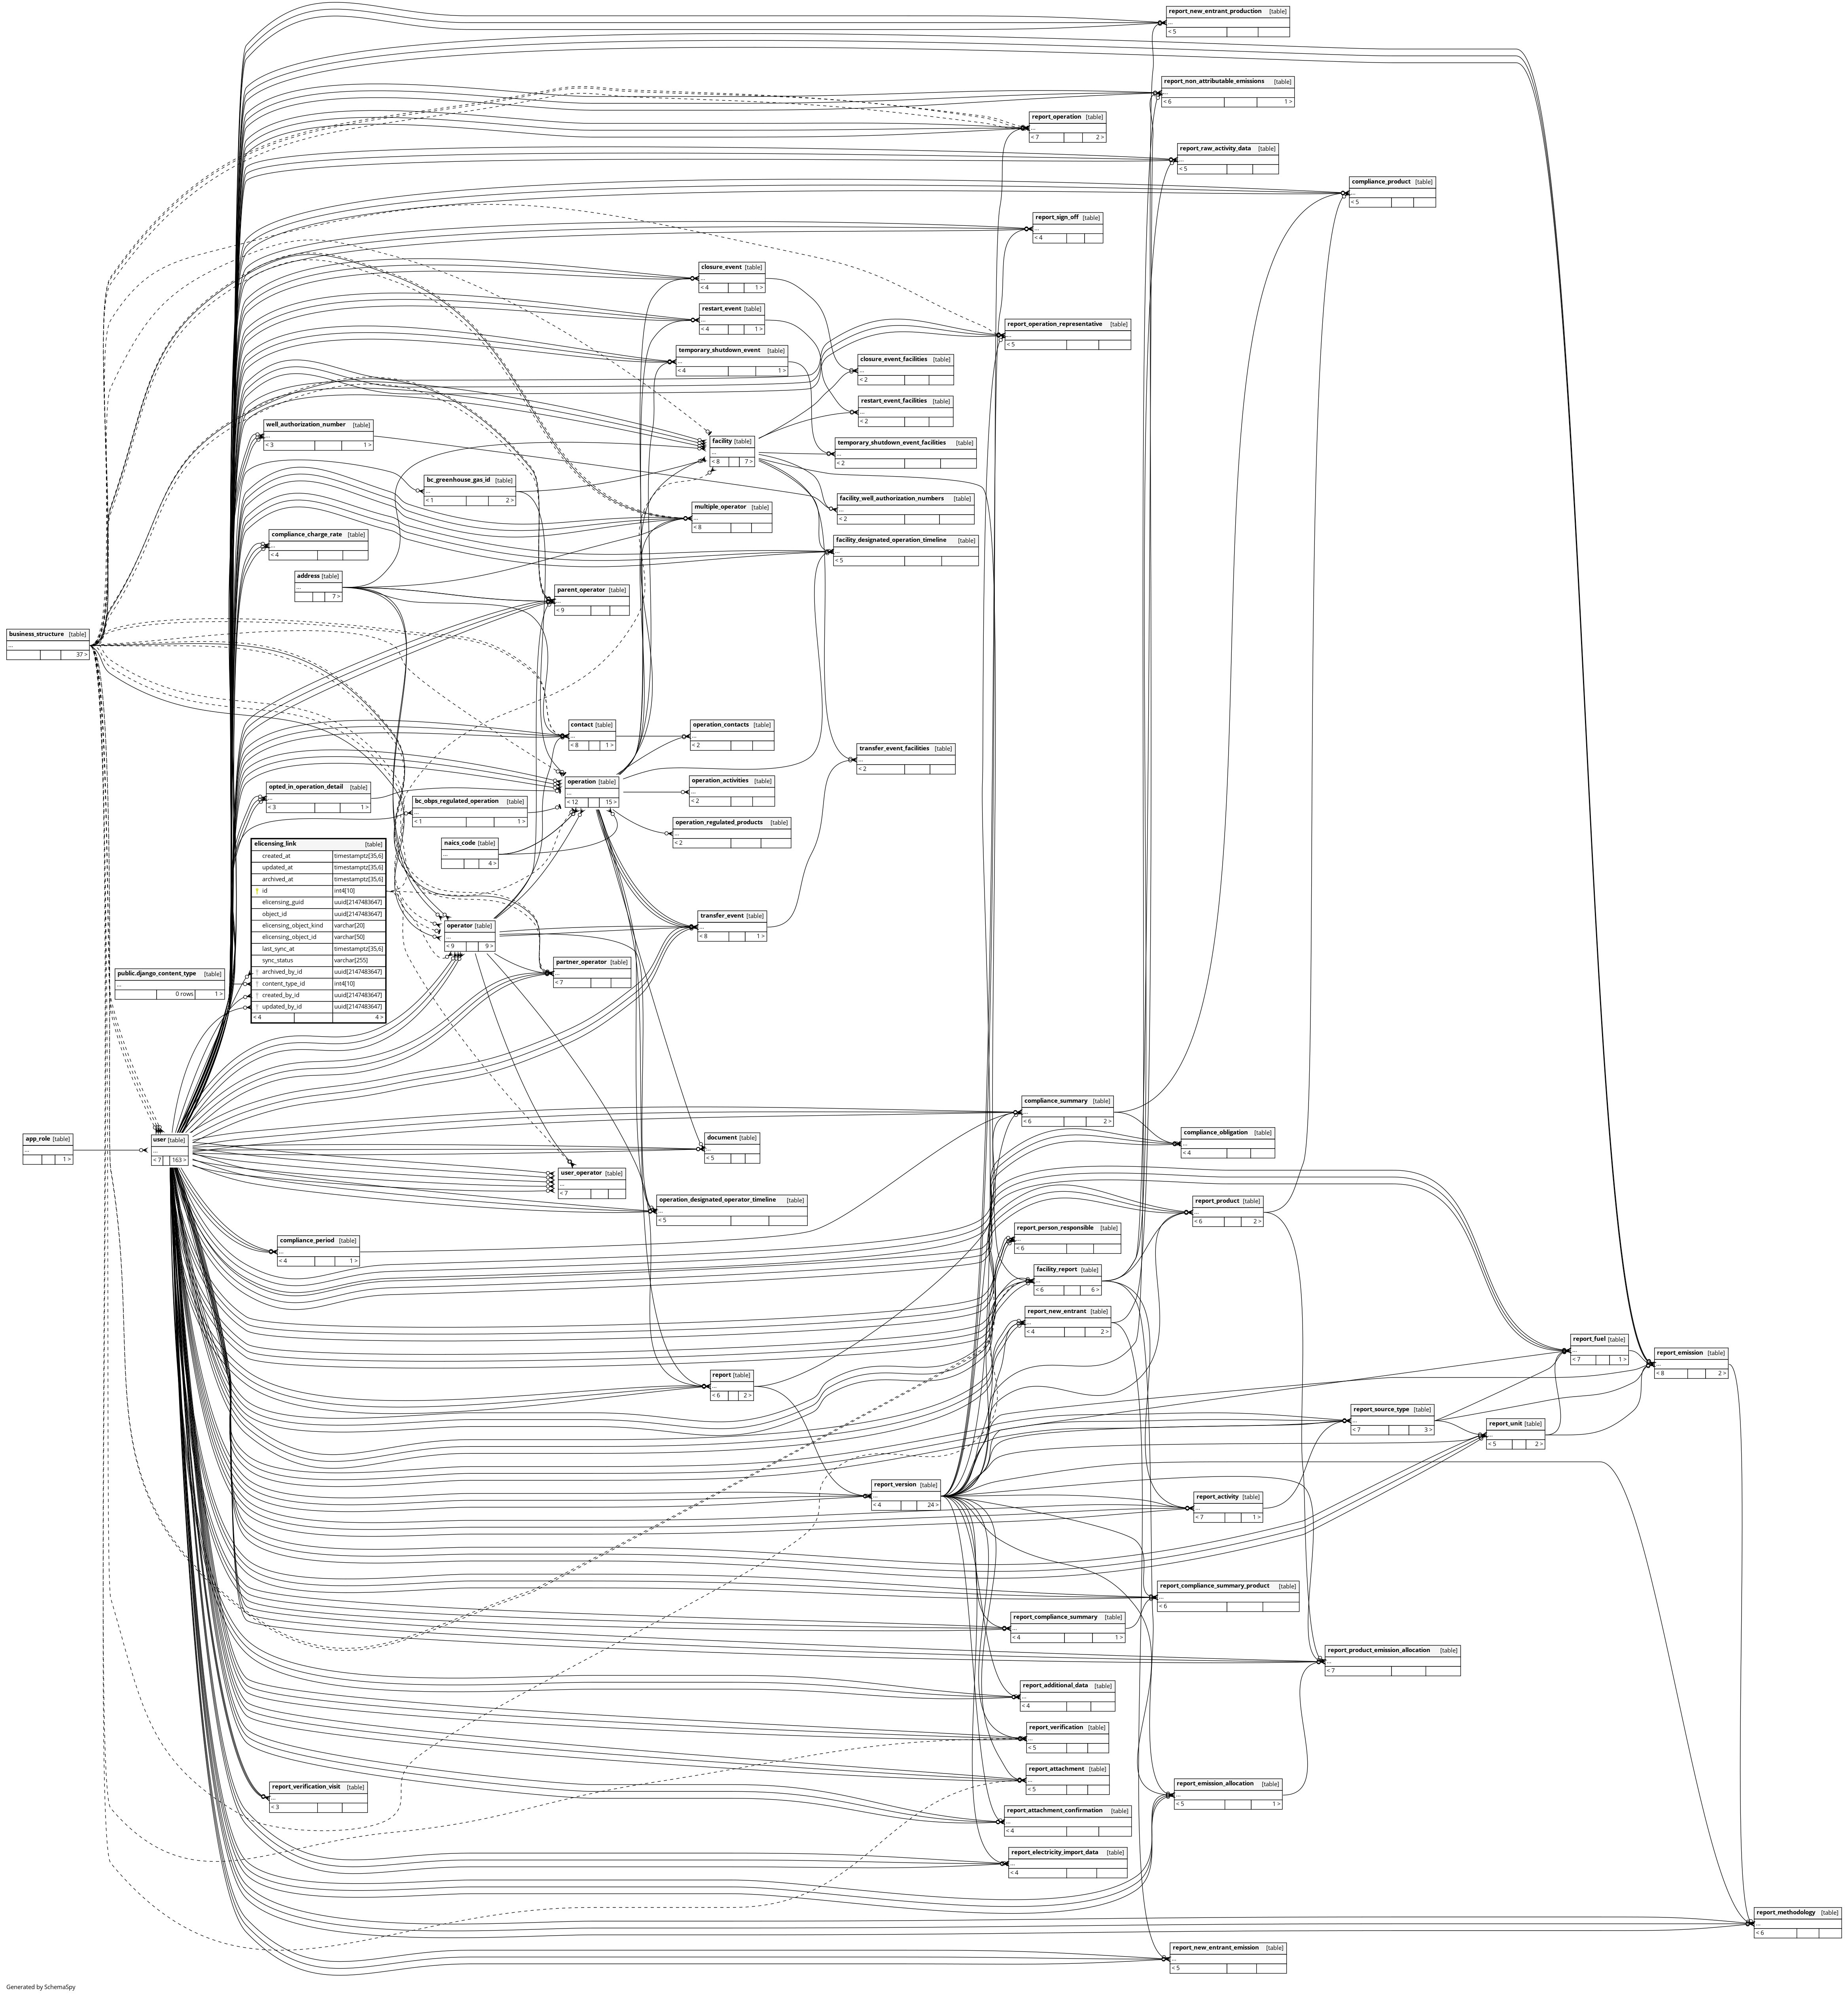 report_new_entrant_production [table]
...
< 5
report_non_attributable_emissions [table]
...
< 6 1 >
report_operation [table]
...
< 7 2 >
report_raw_activity_data [table]
...
< 5
compliance_product [table]
...
< 5
report_sign_off [table]
...
< 4
closure_event [table]
...
< 4 1 >
restart_event [table]
...
< 4 1 >
report_operation_representative [table]
...
< 5
temporary_shutdown_event [table]
...
< 4 1 >
closure_event_facilities [table]
...
< 2
restart_event_facilities [table]
...
< 2
well_authorization_number [table]
...
< 3 1 >
facility [table]
...
< 8 7 >
temporary_shutdown_event_facilities [table]
...
< 2
bc_greenhouse_gas_id [table]
...
< 1 2 >
facility_well_authorization_numbers [table]
...
< 2
multiple_operator [table]
...
< 8
compliance_charge_rate [table]
...
< 4
facility_designated_operation_timeline [table]
...
< 5
address [table]
...
7 >
parent_operator [table]
...
< 9
business_structure [table]
...
37 >
contact [table]
...
< 8 1 >
operation_contacts [table]
...
< 2
transfer_event_facilities [table]
...
< 2
operation [table]
...
< 12 15 >
operation_activities [table]
...
< 2
opted_in_operation_detail [table]
...
< 3 1 >
bc_obps_regulated_operation [table]
...
< 1 1 >
operation_regulated_products [table]
...
< 2
naics_code [table]
...
4 >
elicensing_link [table]
created_at timestamptz[35,6]
updated_at timestamptz[35,6]
archived_at timestamptz[35,6]
id int4[10]
elicensing_guid uuid[2147483647]
object_id uuid[2147483647]
elicensing_object_kind varchar[20]
elicensing_object_id varchar[50]
last_sync_at timestamptz[35,6]
sync_status varchar[255]
archived_by_id uuid[2147483647]
content_type_id int4[10]
created_by_id uuid[2147483647]
updated_by_id uuid[2147483647]
< 4 4 >
transfer_event [table]
...
< 8 1 >
operator [table]
...
< 9 9 >
partner_operator [table]
...
< 7
public.django_content_type [table]
...
0 rows 1 >
compliance_summary [table]
...
< 6 2 >
compliance_obligation [table]
...
< 4
app_role [table]
...
1 >
user [table]
...
< 7 163 >
document [table]
...
< 5
user_operator [table]
...
< 7
operation_designated_operator_timeline [table]
...
< 5
report_product [table]
...
< 6 2 >
report_person_responsible [table]
...
< 6
compliance_period [table]
...
< 4 1 >
facility_report [table]
...
< 6 6 >
report_new_entrant [table]
...
< 4 2 >
report_fuel [table]
...
< 7 1 >
report_emission [table]
...
< 8 2 >
report [table]
...
< 6 2 >
report_source_type [table]
...
< 7 3 >
report_unit [table]
...
< 5 2 >
report_version [table]
...
< 4 24 >
report_activity [table]
...
< 7 1 >
report_compliance_summary_product [table]
...
< 6
report_compliance_summary [table]
...
< 4 1 >
report_product_emission_allocation [table]
...
< 7
report_additional_data [table]
...
< 4
report_verification [table]
...
< 5
report_attachment [table]
...
< 5
report_verification_visit [table]
...
< 3
report_emission_allocation [table]
...
< 5 1 >
report_attachment_confirmation [table]
...
< 4
report_electricity_import_data [table]
...
< 4
report_methodology [table]
...
< 6
report_new_entrant_emission [table]
...
< 5
Generated by SchemaSpy